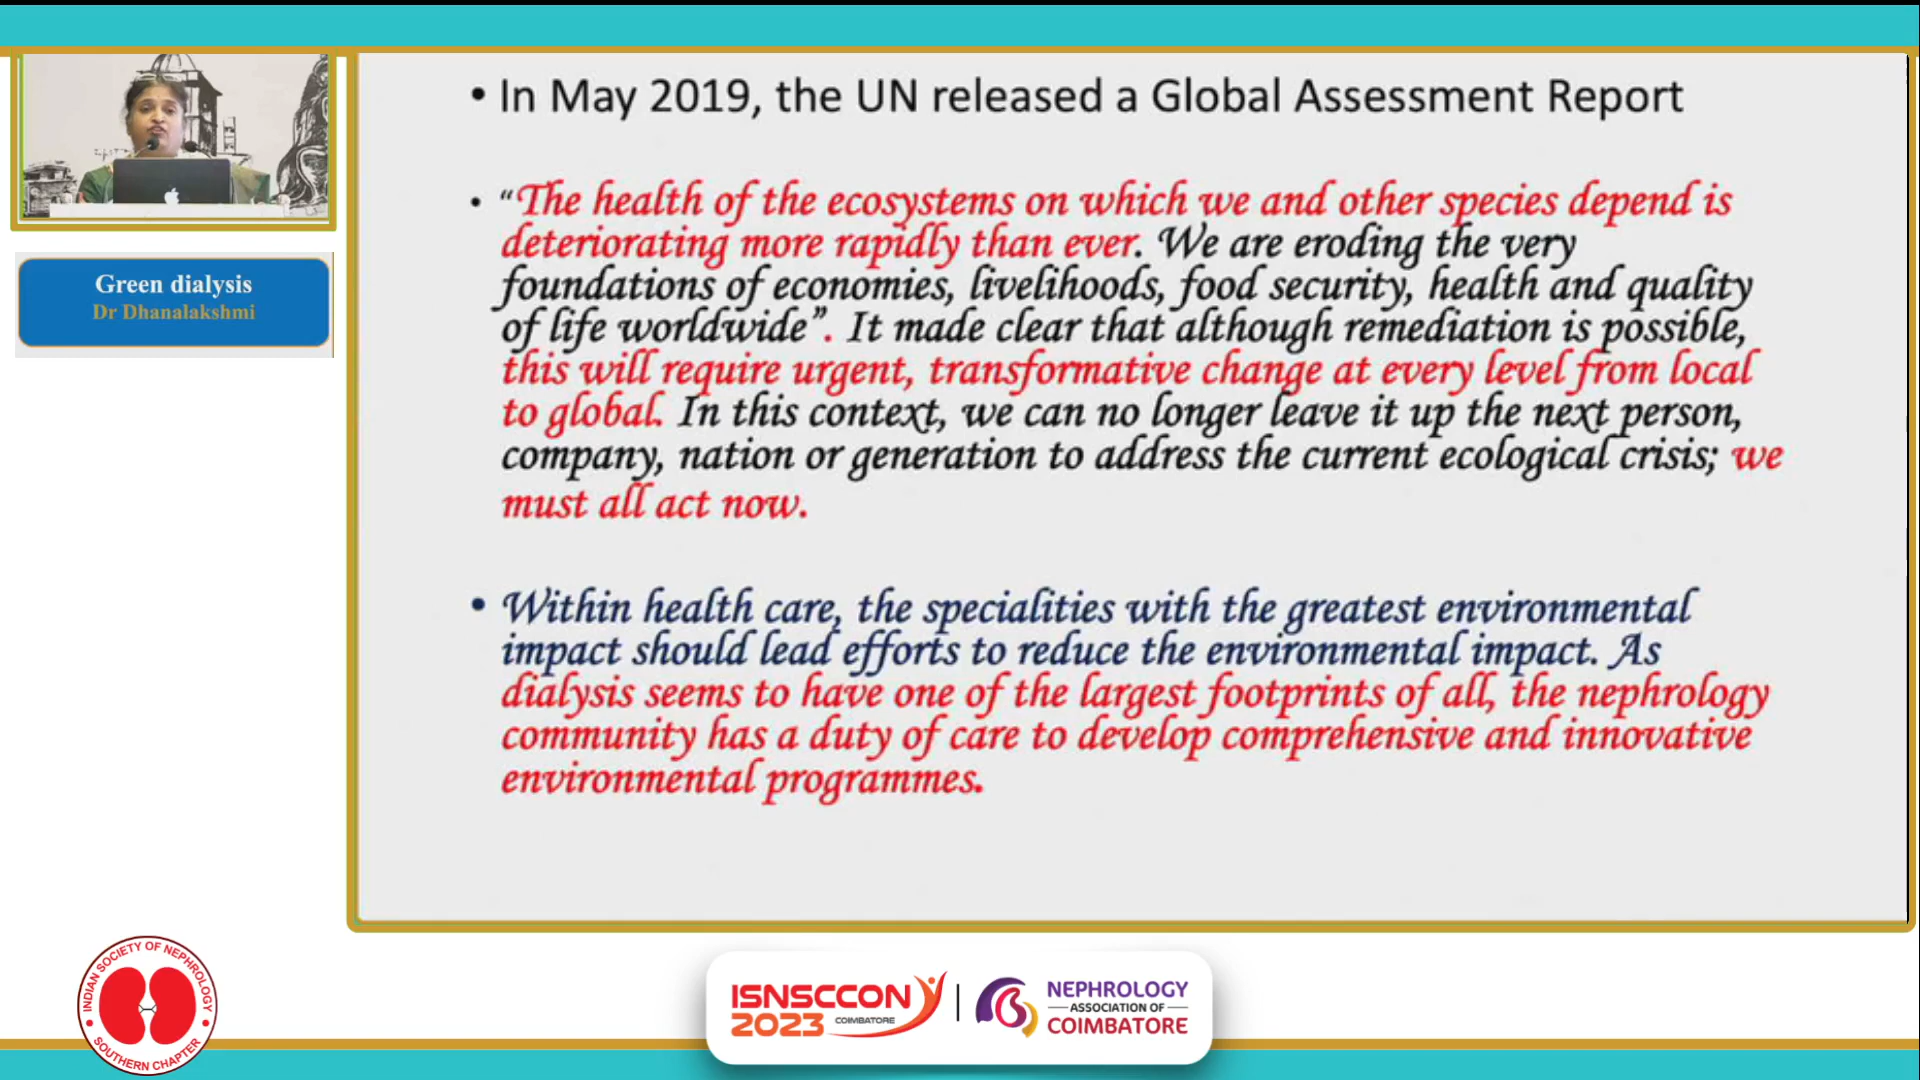 Green dialysis
Dr Dhanalakshmi
• In May 2019, the UN released a Global Assessment Report
• “The health of the ecosystems on which we and other species depend is
deteriorating more rapidly than ever. We are eroding the very
foundations of economies, livelihoods, food security, health and quality
of life worldwide”. It made clear that although remediation is possible,
this will require urgent, transformative change at every level from local
to global. In this context, we can no longer leave it up the next person,
company, nation or generation to address the current ecological crisis; we
must all act now.
• Within health care, the specialities with the greatest environmental
impact should lead efforts to reduce the environmental impact. As
dialysis seems to have one of the largest footprints of all, the nephrology
community has a duty of care to develop comprehensive and innovative
environmental programmes.
INDIAN SOCIETY OF NEPHROLOGY
SOUTHERN CHAPTER
ISNSCCON
2023 COIMBATORE
NEPHROLOGY
ASSOCIATION OF
COIMBATORE